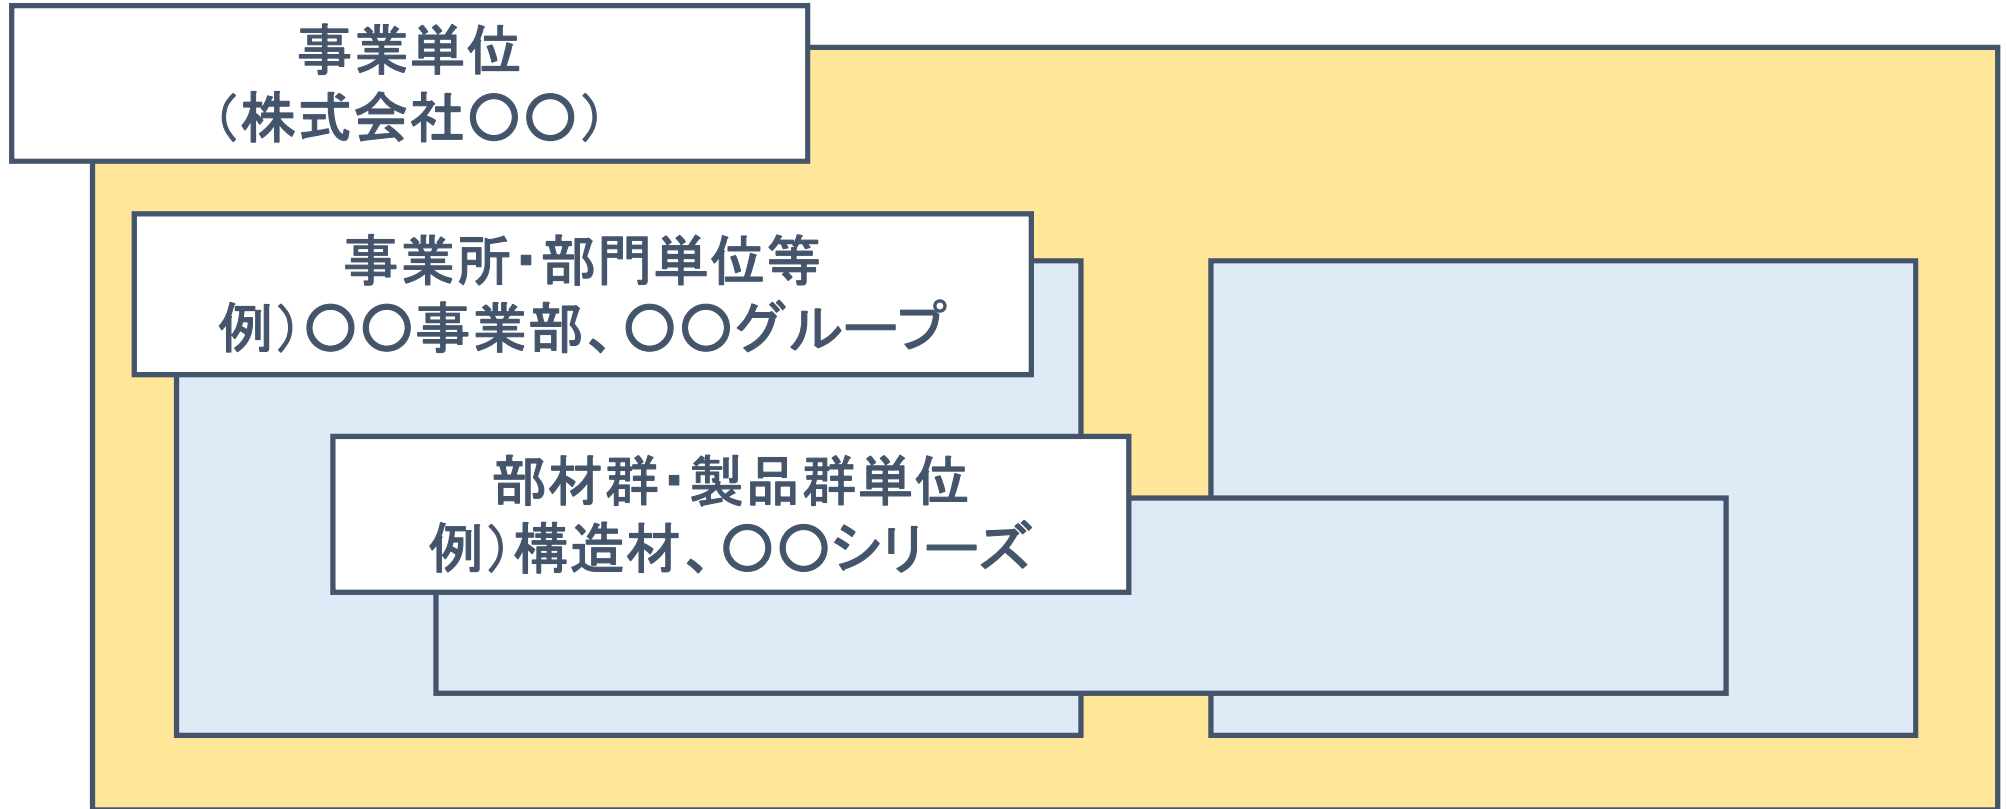 事業単位
（株式会社〇〇）
事業所・部門単位等
例）〇〇事業部、〇〇グループ
部材群・製品群単位
例）構造材、〇〇シリーズ